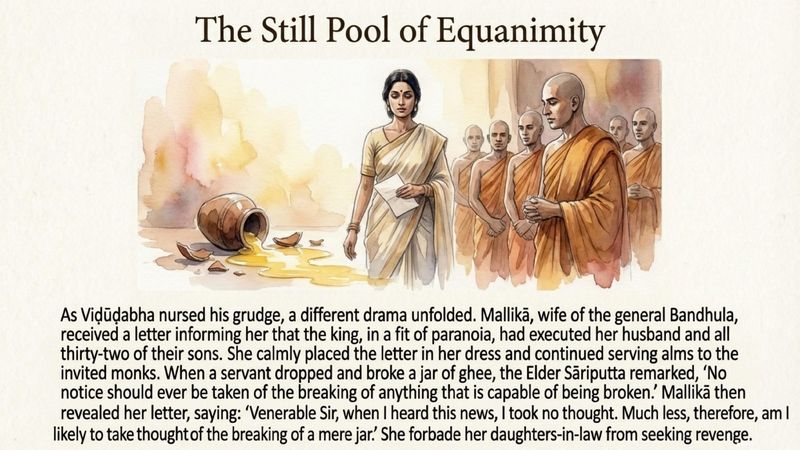 The Still Pool of Equanimity
As Viḍūḍabha nursed his grudge, a different drama unfolded. Mallikā, wife of the general Bandhula,
received a letter informing her that the king, in a fit of paranoia, had executed her husband and all
thirty-two of their sons. She calmly placed the letter in her dress and continued serving alms to the
invited monks. When a servant dropped and broke a jar of ghee, the Elder Sāriputta remarked, ‘No
notice should ever be taken of the breaking of anything that is capable of being broken.’ Mallikā then
revealed her letter, saying: ‘Venerable Sir, when I heard this news, I took no thought. Much less, therefore, am I
likely to take thought of the breaking of a mere jar.’ She forbade her daughters-in-law from seeking revenge.